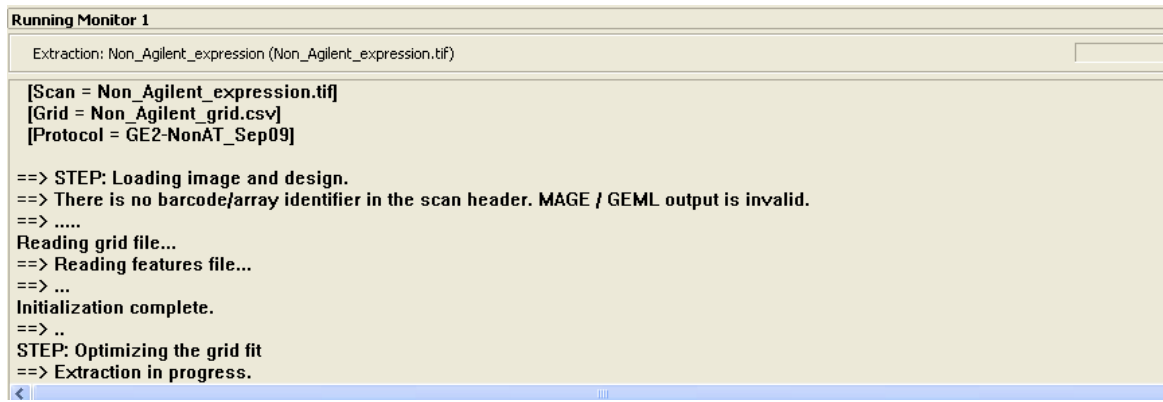 Running Monitor 1
Extraction: Non_Agilent_expression (Non_Agilent_expression.tif)
[Scan = Non_Agilent_expression.tif]
[Grid = Non_Agilent_grid.csv]
[Protocol = GE2-NonAT_Sep09]
==> STEP: Loading image and design.
==> There is no barcode/array identifier in the scan header. MAGE / GEML output is invalid.
==> .....
Reading grid file...
==> Reading features file...
==> ...
Initialization complete.
==> ..
STEP: Optimizing the grid fit
==> Extraction in progress.